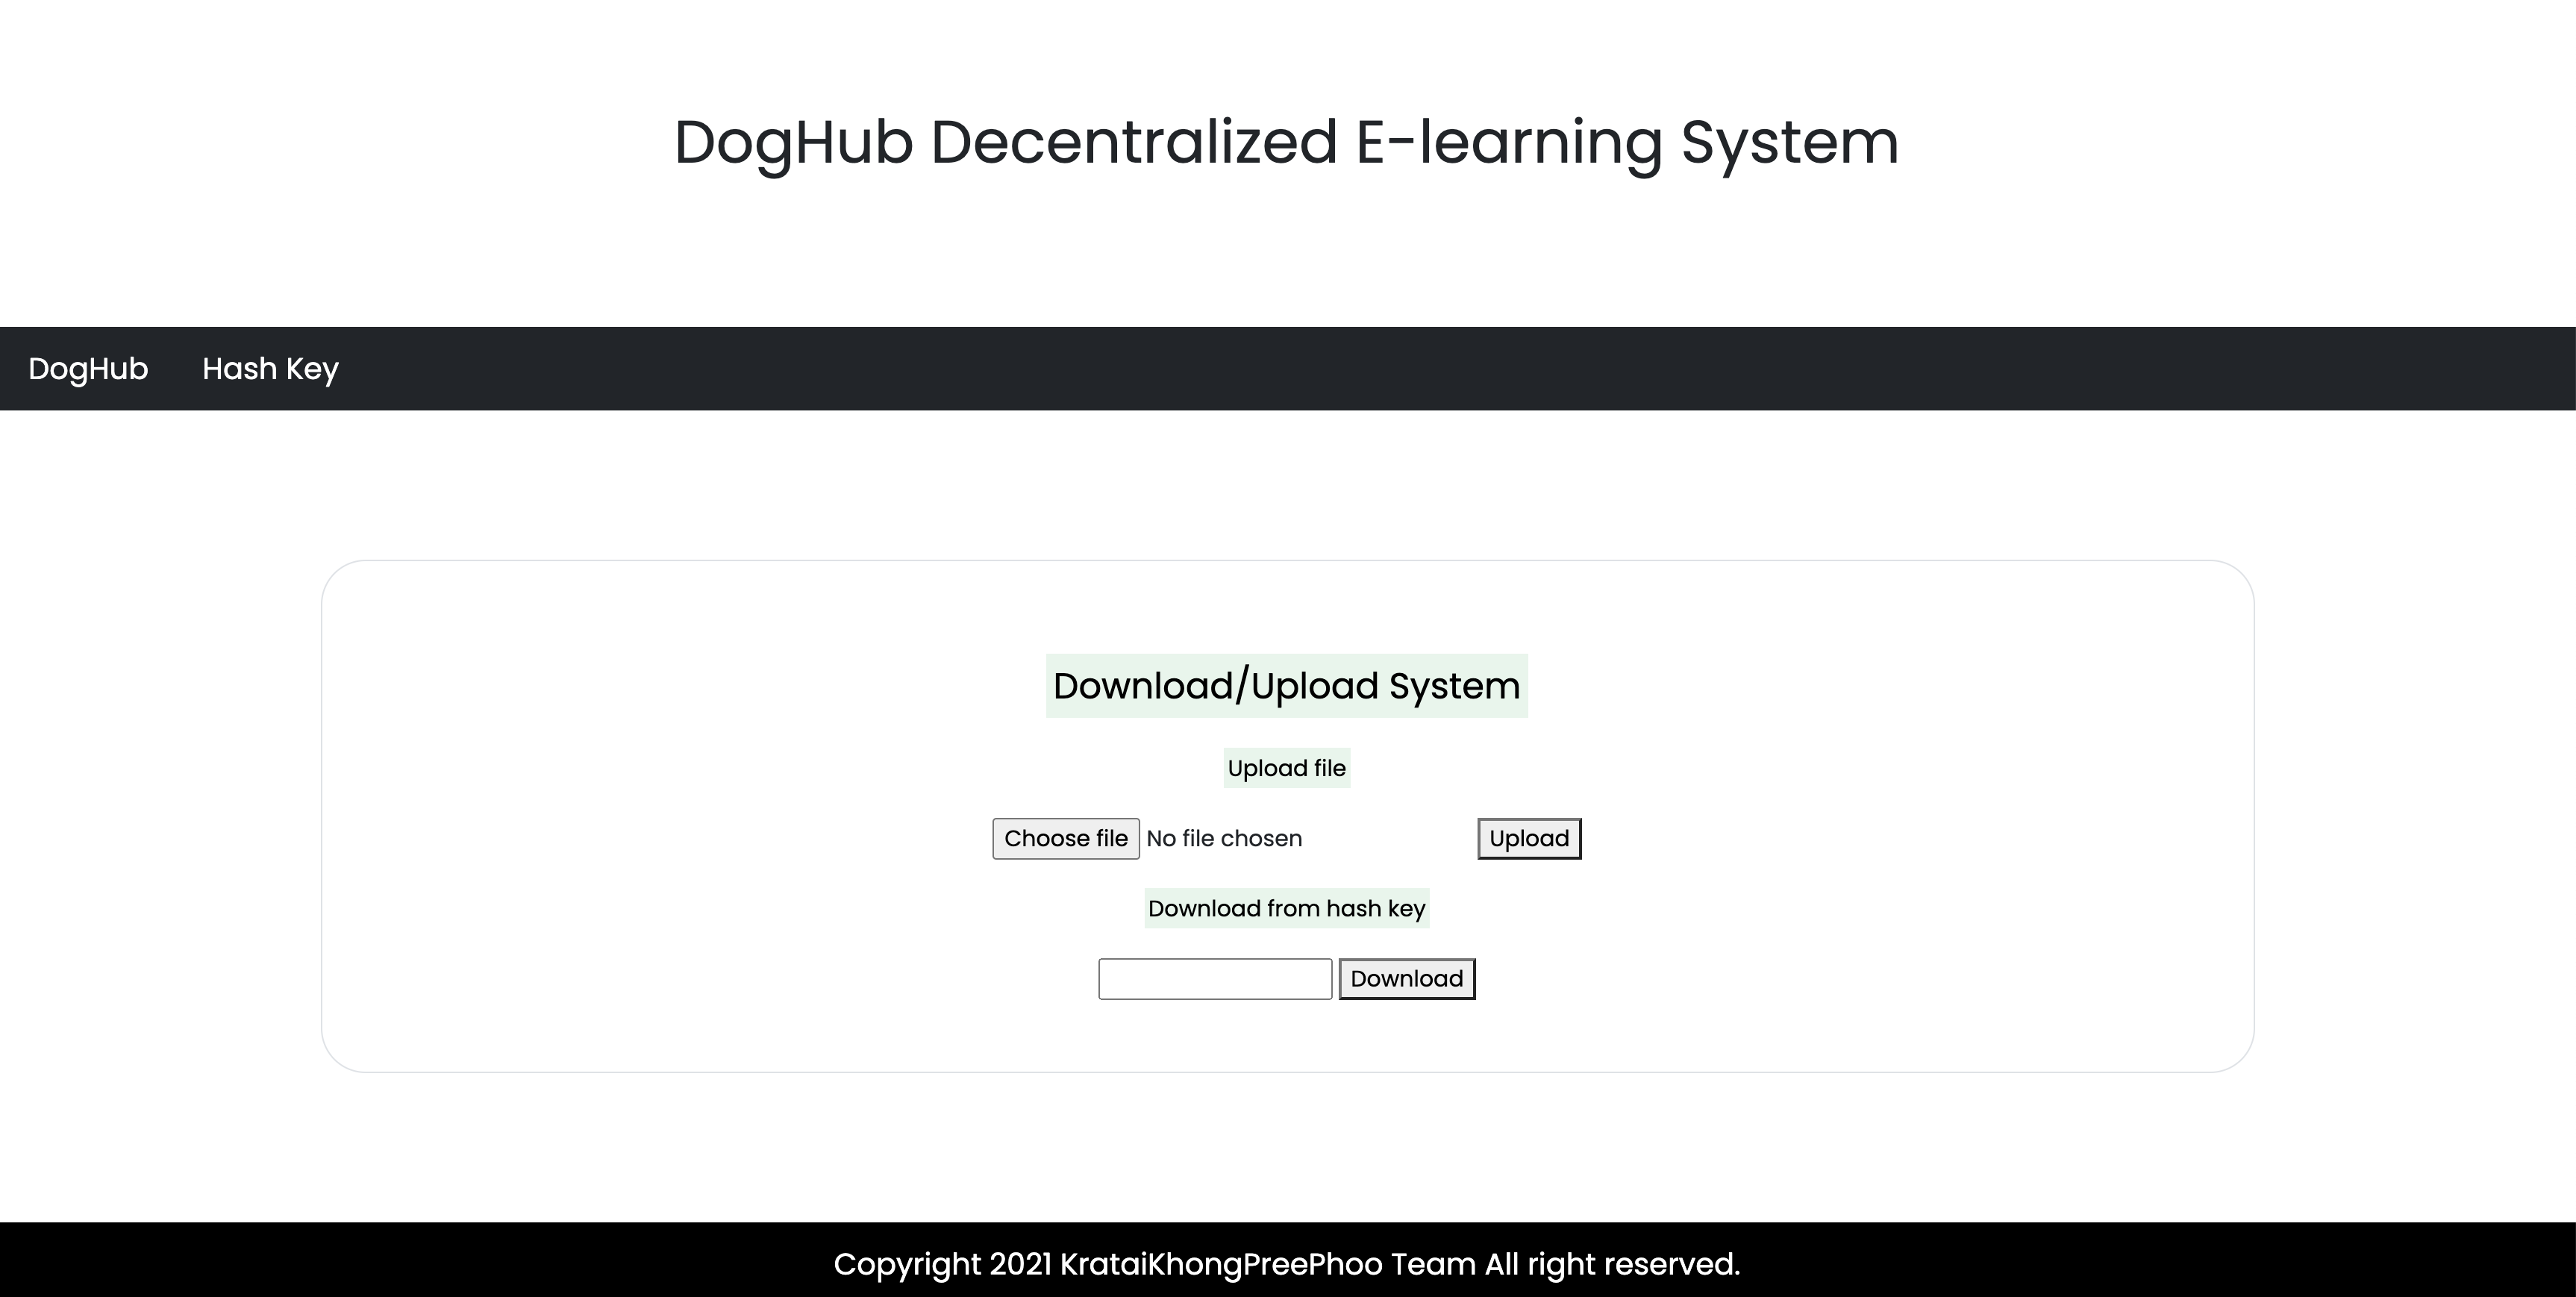 DogHub Decentralized E-learning System
DogHub Hash Key
Download/Upload System
Upload file
Choose file No file chosen Upload
Download from hash key
Download
Copyright 2021 KrataiKhongPreePhoo Team All right reserved.